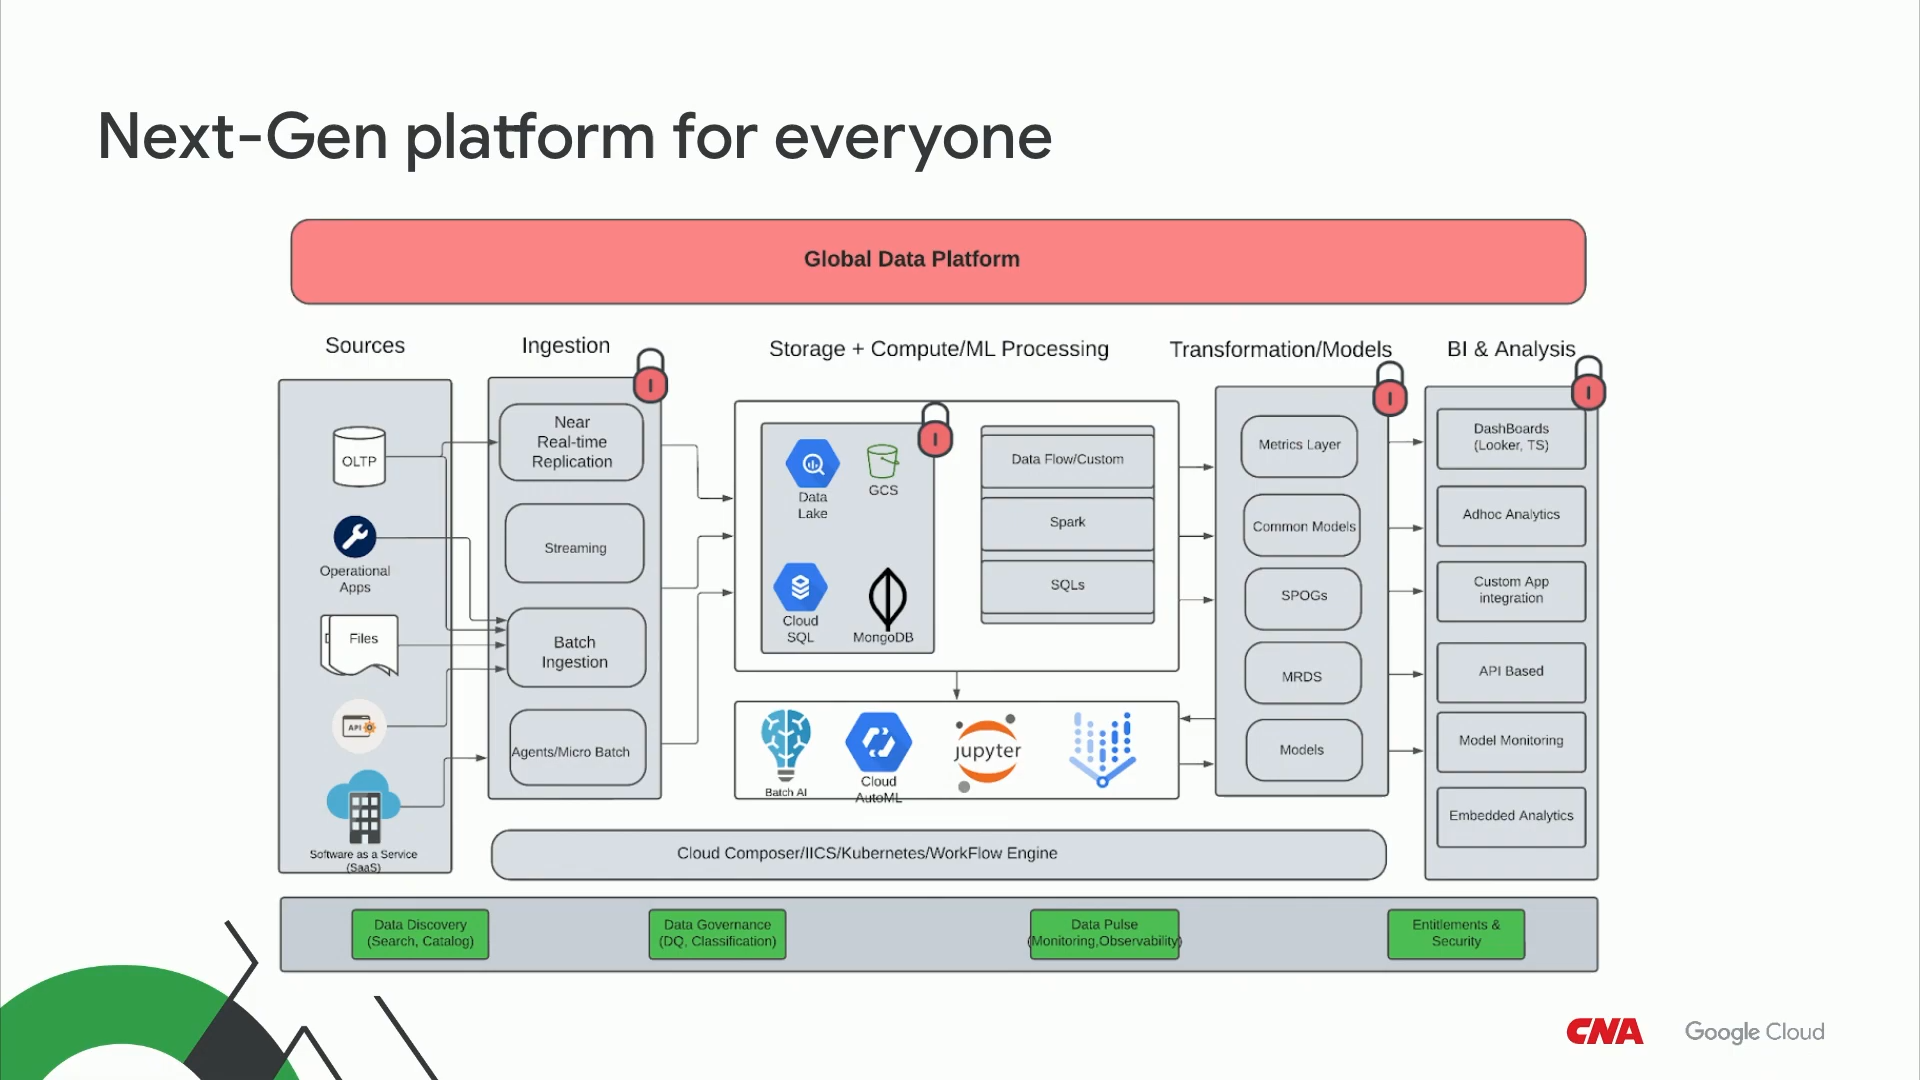 Next-Gen platform for everyone
Global Data Platform
Sources
Ingestion
Storage + Compute/ML Processing
Transformation/Models
BI & Analysis
OLTP
Operational
Apps
Files
API
Software as a Service
(SaaS)
Near
Real-time
Replication
Streaming
Batch
Ingestion
Agents/Micro Batch
Data
Lake
GCS
Cloud
SQL
MongoDB
Data Flow/Custom
Spark
SQLs
Batch AI
Cloud
AutoML
jupyter
Metrics Layer
Common Models
SPOGs
MRDS
Models
DashBoards
(Looker, TS)
Adhoc Analytics
Custom App
integration
API Based
Model Monitoring
Embedded Analytics
Cloud Composer/IICS/Kubernetes/WorkFlow Engine
Data Discovery
(Search, Catalog)
Data Governance
(DQ, Classification)
Data Pulse
(Monitoring,Observability)
Entitlements &
Security
CNA
Google Cloud